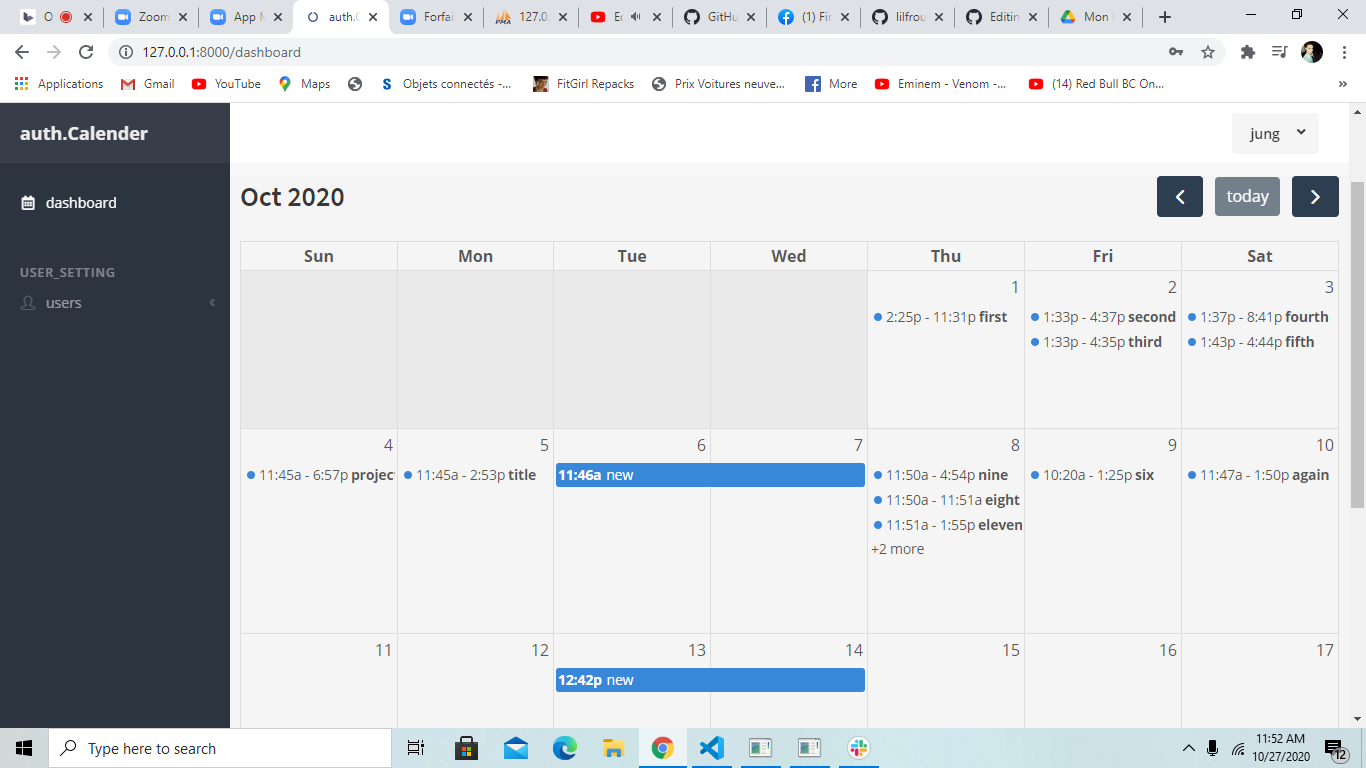 O
Zoom
App M
auth.C
Forfai
127.0.
Ec
GitHu
(1) Fir
lilfrou
Editin
Mon
127.0.0.1:8000/dashboard
Applications
Gmail
YouTube
Maps
Objets connectés -...
FitGirl Repacks
Prix Voitures neuve...
More
Eminem - Venom -...
(14) Red Bull BC On...
»
auth.Calender
jung
dashboard
USER_SETTING
users
Oct 2020
today
Sun Mon Tue Wed Thu Fri Sat
1 2 3
2:25p - 11:31p first
1:33p - 4:37p second
1:33p - 4:35p third
1:37p - 8:41p fourth
1:43p - 4:44p fifth
4 5 6 7 8 9 10
11:45a - 6:57p projec
11:45a - 2:53p title
11:46a new
11:50a - 4:54p nine
11:50a - 11:51a eight
11:51a - 1:55p eleven
+2 more
10:20a - 1:25p six
11:47a - 1:50p again
11 12 13 14 15 16 17
12:42p new
Type here to search
11:52 AM
10/27/2020
12